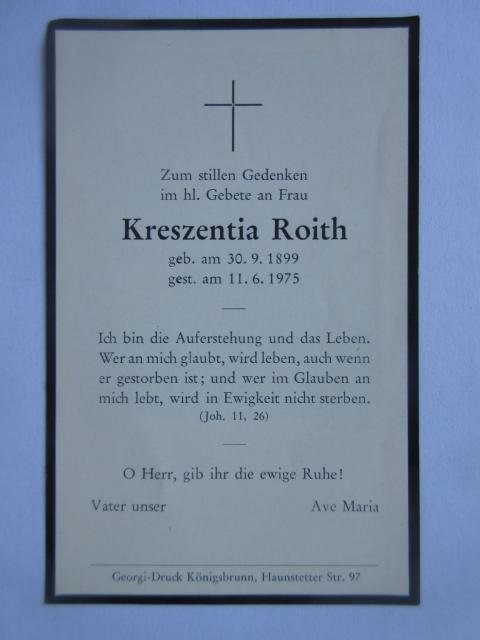 Zum stillen Gedenken
im hl. Gebete an Frau
Kreszentia Roith
geb. am 30. 9. 1899
gest. am 11. 6. 1975
Ich bin die Auferstehung und das Leben.
Wer an mich glaubt, wird leben, auch wenn
er gestorben ist; und wer im Glauben an
mich lebt, wird in Ewigkeit nicht sterben.
(Joh. 11, 26)
O Herr, gib ihr die ewige Ruhe!
Vater unser Ave Maria
Georgi-Druck Königsbrunn, Haunstetter Str. 97